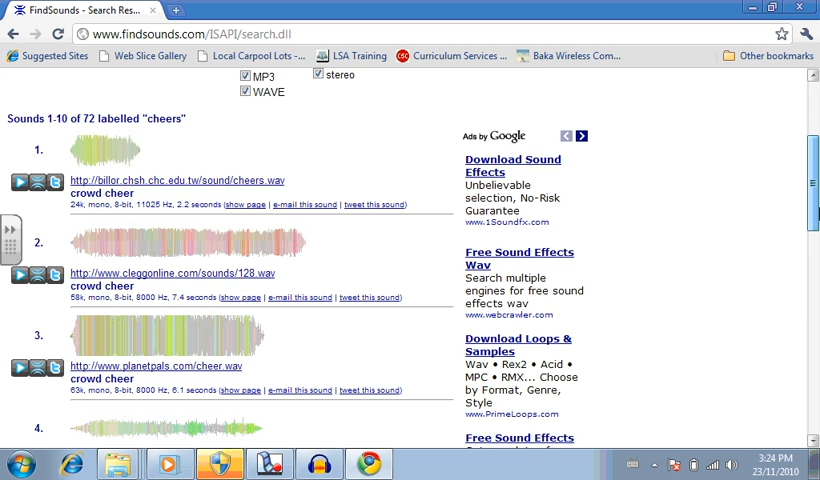 FindSounds - Search Res...
www.findsounds.com/ISAPI/search.dll
Suggested Sites
Web Slice Gallery
Local Carpool Lots -...
LSA Training
CSC Curriculum Services ...
Baka Wireless Com...
Other bookmarks
MP3
stereo
WAVE
Sounds 1-10 of 72 labelled "cheers"
1.
http://billor.chsh.chc.edu.tw/sound/cheers.wav
crowd cheer
24k, mono, 8-bit, 11025 Hz, 2.2 seconds (show page | e-mail this sound | tweet this sound)
2.
http://www.cleggonline.com/sounds/128.wav
crowd cheer
58k, mono, 8-bit, 8000 Hz, 7.4 seconds (show page | e-mail this sound | tweet this sound)
3.
http://www.planetpals.com/cheer.wav
crowd cheer
63k, mono, 8-bit, 8000 Hz, 6.1 seconds (show page | e-mail this sound | tweet this sound)
4.
Ads by Google
Download Sound
Effects
Unbelievable
selection, No-Risk
Guarantee
www.1Soundfx.com
Free Sound Effects
Wav
Search multiple
engines for free sound
effects wav
www.webcrawler.com
Download Loops &
Samples
Wav • Rex2 • Acid •
MPC • RMX... Choose
by Format, Genre,
Style
www.PrimeLoops.com
Free Sound Effects
3:24 PM
23/11/2010